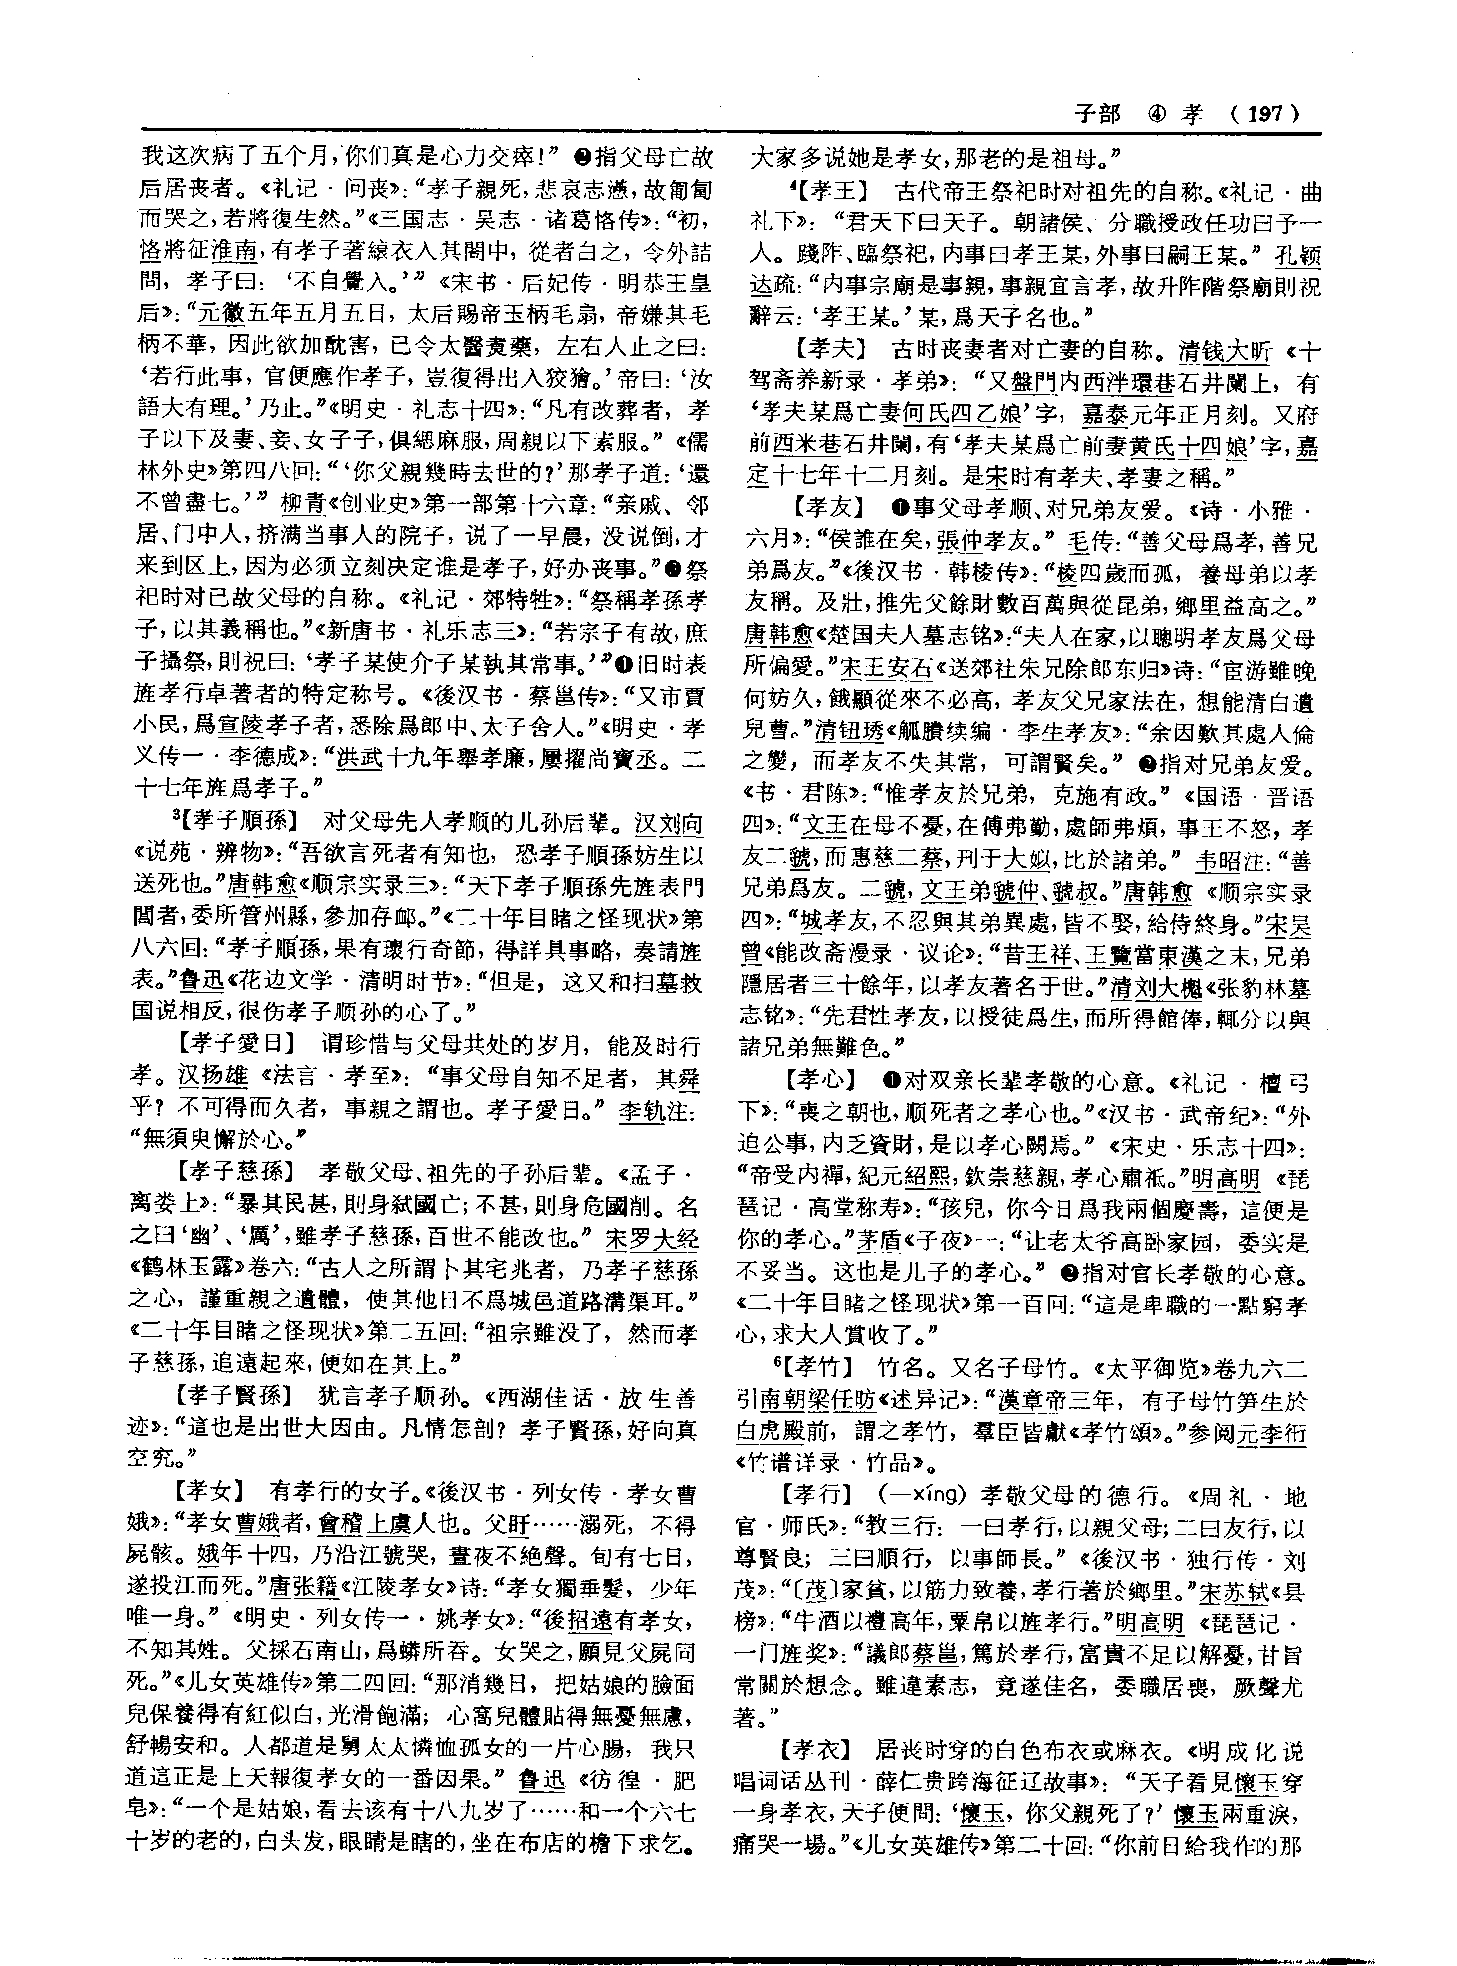 子部 ④ 孝 (197)
我这次病了五个月,你们真是心力交瘁!” ❷指父母亡故
后居丧者。《礼记·问丧》:“孝子親死,悲哀志懣,故匍匐
而哭之,若將復生然。”《三国志·吴志·诸葛恪传》:“初,
恪將征淮南,有孝子著縗衣入其閤中,從者白之,令外詰
問,孝子曰:‘不自覺入。’”《宋书·后妃传·明恭王皇
后》:“元徽五年五月五日,太后賜帝玉柄毛扇,帝嫌其毛
柄不華,因此欲加酖害,已令太醫煮藥,左右人止之曰:
‘若行此事,官便應作孝子,豈復得出入狡獪。’帝曰:‘汝
語大有理。’乃止。”《明史·礼志十四》:“凡有改葬者,孝
子以下及妻、妾、女子子,俱緦麻服,周親以下素服。”《儒
林外史》第四八回:“‘你父親幾時去世的?’那孝子道:‘還
不曾盡七。’”柳青《创业史》第一部第十六章:“亲戚、邻
居、门中人,挤满当事人的院子,说了一早晨,没说倒,才
来到区上,因为必须立刻决定谁是孝子,好办丧事。”❸祭
祀时对已故父母的自称。《礼记·郊特牲》:“祭稱孝孫孝
子,以其義稱也。”《新唐书·礼乐志三》:“若宗子有故,庶
子攝祭,則祝曰:‘孝子某使介子某執其常事。’”❹旧时表
旌孝行卓著者的特定称号。《後汉书·蔡邕传》:“又市賈
小民,爲宣陵孝子者,悉除爲郎中、太子舍人。”《明史·孝
义传一·李德成》:“洪武十九年舉孝廉,屢擢尚寶丞。二
十七年旌爲孝子。”
³【孝子順孫】 对父母先人孝顺的儿孙后辈。汉刘向
《说苑·辨物》:“吾欲言死者有知也,恐孝子順孫妨生以
送死也。”唐韩愈《顺宗实录三》:“天下孝子順孫先旌表門
閭者,委所管州縣,參加存卹。”《二十年目睹之怪现状》第
八六回:“孝子順孫,果有瓌行奇節,得詳具事略,奏請旌
表。”鲁迅《花边文学·清明时节》:“但是,这又和扫墓救
国说相反,很伤孝子顺孙的心了。”
【孝子愛日】 谓珍惜与父母共处的岁月,能及时行
孝。汉扬雄《法言·孝至》:“事父母自知不足者,其舜
乎?不可得而久者,事親之謂也。孝子愛日。”李轨注:
“無須臾懈於心。”
【孝子慈孫】 孝敬父母、祖先的子孙后辈。《孟子·
离娄上》:“暴其民甚,則身弑國亡;不甚,則身危國削。名
之曰‘幽’、‘厲’,雖孝子慈孫,百世不能改也。”宋罗大经
《鹤林玉露》卷六:“古人之所謂卜其宅兆者,乃孝子慈孫
之心,謹重親之遺體,使其他日不爲城邑道路溝渠耳。”
《二十年目睹之怪现状》第二五回:“祖宗雖没了,然而孝
子慈孫,追遠起來,便如在其上。”
【孝子賢孫】 犹言孝子顺孙。《西湖佳话·放生善
迹》:“這也是出世大因由。凡情怎剖?孝子賢孫,好向真
空究。”
【孝女】 有孝行的女子。《後汉书·列女传·孝女曹
娥》:“孝女曹娥者,會稽上虞人也。父盱……溺死,不得
屍骸。娥年十四,乃沿江號哭,晝夜不絶聲。旬有七日,
遂投江而死。”唐张籍《江陵孝女》诗:“孝女獨垂髮,少年
唯一身。”《明史·列女传一·姚孝女》:“後招遠有孝女,
不知其姓。父採石南山,爲蟒所吞。女哭之,願見父屍同
死。”《儿女英雄传》第二四回:“那消幾日,把姑娘的臉面
兒保養得有紅似白,光滑飽滿;心窩兒體貼得無憂無慮,
舒暢安和。人都道是舅太太憐恤孤女的一片心腸,我只
道這正是上天報復孝女的一番因果。”鲁迅《彷徨·肥
皂》:“一个是姑娘,看去该有十八九岁了……和一个六七
十岁的老的,白头发,眼睛是瞎的,坐在布店的檐下求乞。
大家多说她是孝女,那老的是祖母。”
⁴【孝王】 古代帝王祭祀时对祖先的自称。《礼记·曲
礼下》:“君天下曰天子。朝諸侯、分職授政任功曰予一
人。踐阼、臨祭祀,内事曰孝王某,外事曰嗣王某。”孔颖
达疏:“内事宗廟是事親,事親宜言孝,故升阼階祭廟則祝
辭云:‘孝王某。’某,爲天子名也。”
【孝夫】 古时丧妻者对亡妻的自称。清钱大昕《十
驾斋养新录·孝弟》:“又盤門内西泮環巷石井闌上,有
‘孝夫某爲亡妻何氏四乙娘’字,嘉泰元年正月刻。又府
前西米巷石井闌,有‘孝夫某爲亡前妻黄氏十四娘’字,嘉
定十七年十二月刻。是宋时有孝夫、孝妻之稱。”
【孝友】 ❶事父母孝顺、对兄弟友爱。《诗·小雅·
六月》:“侯誰在矣,張仲孝友。”毛传:“善父母爲孝,善兄
弟爲友。”《後汉书·韩棱传》:“棱四歲而孤,養母弟以孝
友稱。及壯,推先父餘財數百萬與從昆弟,鄉里益高之。”
唐韩愈《楚国夫人墓志铭》:“夫人在家,以聰明孝友爲父母
所偏愛。”宋王安石《送郊社朱兄除郎东归》诗:“宦游雖晚
何妨久,餓顯從來不必高,孝友父兄家法在,想能清白遺
兒曹。”清钮琇《觚賸续编·李生孝友》:“余因歎其處人倫
之變,而孝友不失其常,可謂賢矣。” ❷指对兄弟友爱。
《书·君陈》:“惟孝友於兄弟,克施有政。”《国语·晋语
四》:“文王在母不憂,在傅弗勤,處師弗煩,事王不怒,孝
友二虢,而惠慈二蔡,刑于大姒,比於諸弟。”韦昭注:“善
兄弟爲友。二虢,文王弟虢仲、虢叔。”唐韩愈《顺宗实录
四》:“城孝友,不忍與其弟異處,皆不娶,給侍終身。”宋吴
曾《能改斋漫录·议论》:“昔王祥、王覽當東漢之末,兄弟
隱居者三十餘年,以孝友著名于世。”清刘大櫆《张豹林墓
志铭》:“先君性孝友,以授徒爲生,而所得館俸,輒分以與
諸兄弟無難色。”
【孝心】 ❶对双亲长辈孝敬的心意。《礼记·檀弓
下》:“喪之朝也,顺死者之孝心也。”《汉书·武帝纪》:“外
迫公事,内乏資財,是以孝心闕焉。”《宋史·乐志十四》:
“帝受内禪,紀元紹熙,欽崇慈親,孝心肅祗。”明高明《琵
琶记·高堂称寿》:“孩兒,你今日爲我兩個慶壽,這便是
你的孝心。”茅盾《子夜》一:“让老太爷高卧家园,委实是
不妥当。这也是儿子的孝心。” ❷指对官长孝敬的心意。
《二十年目睹之怪现状》第一百回:“這是卑職的一點窮孝
心,求大人賞收了。”
⁶【孝竹】 竹名。又名子母竹。《太平御览》卷九六二
引南朝梁任昉《述异记》:“漢章帝三年,有子母竹笋生於
白虎殿前,謂之孝竹,羣臣皆獻《孝竹頌》。”参阅元李衎
《竹谱详录·竹品》。
【孝行】 (—xíng) 孝敬父母的德行。《周礼·地
官·师氏》:“教三行:一曰孝行,以親父母;二曰友行,以
尊賢良;三曰順行,以事師長。”《後汉书·独行传·刘
茂》:“〔茂〕家貧,以筋力致養,孝行著於鄉里。”宋苏轼《县
榜》:“牛酒以禮高年,粟帛以旌孝行。”明高明《琵琶记·
一门旌奖》:“議郎蔡邕,篤於孝行,富貴不足以解憂,甘旨
常關於想念。雖違素志,竟遂佳名,委職居喪,厥聲尤
著。”
【孝衣】 居丧时穿的白色布衣或麻衣。《明成化说
唱词话丛刊·薛仁贵跨海征辽故事》:“天子看見懷玉穿
一身孝衣,天子便問:‘懷玉,你父親死了?’懷玉兩重淚,
痛哭一場。”《儿女英雄传》第二十回:“你前日給我作的那